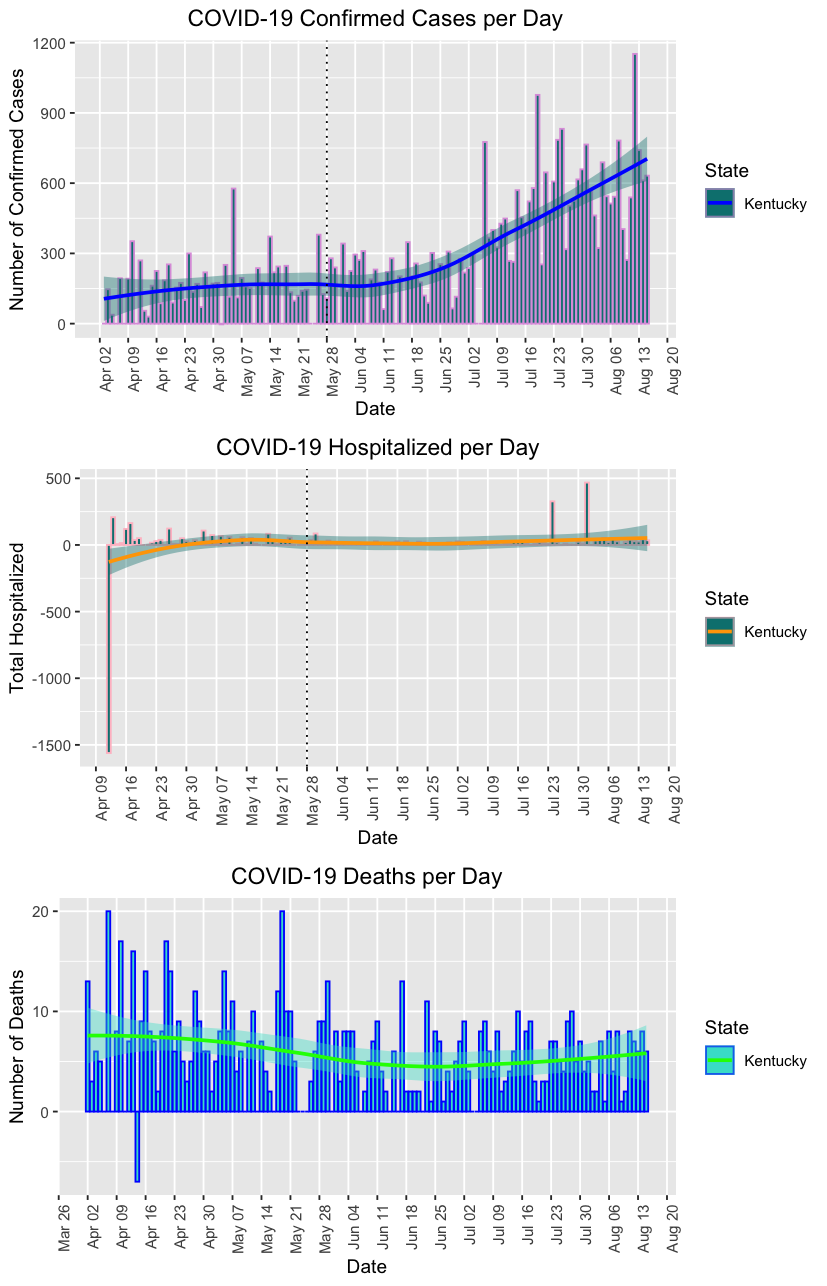 COVID-19 Confirmed Cases per Day
Number of Confirmed Cases
1200
900
600
300
0
Apr 02
Apr 09
Apr 16
Apr 23
Apr 30
May 07
May 14
May 21
May 28
Jun 04
Jun 11
Jun 18
Jun 25
Jul 02
Jul 09
Jul 16
Jul 23
Jul 30
Aug 06
Aug 13
Aug 20
Date
State
Kentucky
COVID-19 Hospitalized per Day
Total Hospitalized
500
0
-500
-1000
-1500
Apr 09
Apr 16
Apr 23
Apr 30
May 07
May 14
May 21
May 28
Jun 04
Jun 11
Jun 18
Jun 25
Jul 02
Jul 09
Jul 16
Jul 23
Jul 30
Aug 06
Aug 13
Aug 20
Date
State
Kentucky
COVID-19 Deaths per Day
Number of Deaths
20
10
0
Mar 26
Apr 02
Apr 09
Apr 16
Apr 23
Apr 30
May 07
May 14
May 21
May 28
Jun 04
Jun 11
Jun 18
Jun 25
Jul 02
Jul 09
Jul 16
Jul 23
Jul 30
Aug 06
Aug 13
Aug 20
Date
State
Kentucky